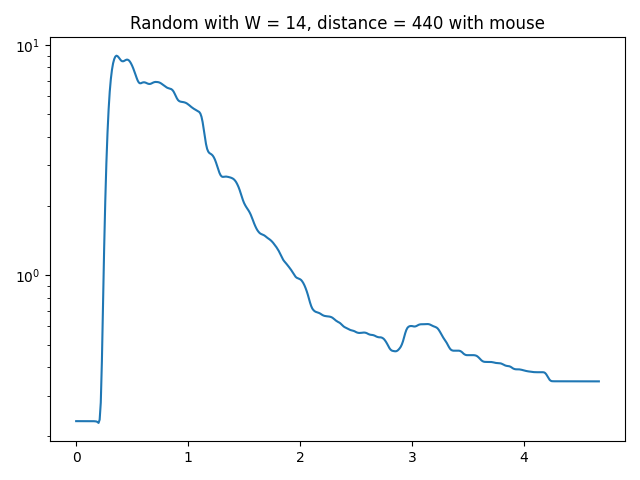 Random with W = 14, distance = 440 with mouse
10¹
10⁰
0 1 2 3 4